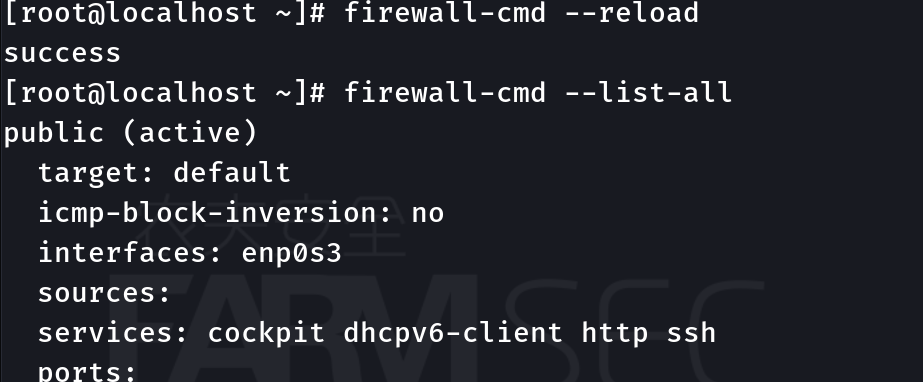 [root@localhost ~]# firewall-cmd --reload
success
[root@localhost ~]# firewall-cmd --list-all
public (active)
  target: default
  icmp-block-inversion: no
  interfaces: enp0s3
  sources:
  services: cockpit dhcpv6-client http ssh
  ports: